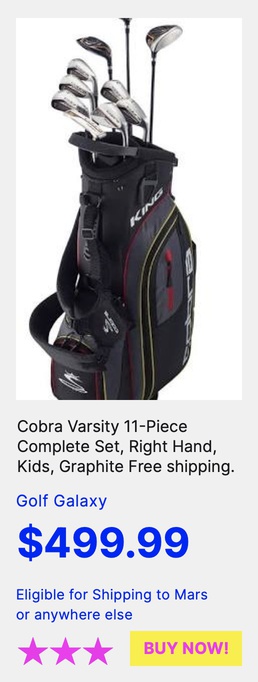 KING
COBRA
Cobra Varsity 11-Piece
Complete Set, Right Hand,
Kids, Graphite Free shipping.
Golf Galaxy
$499.99
Eligible for Shipping to Mars
or anywhere else
BUY NOW!